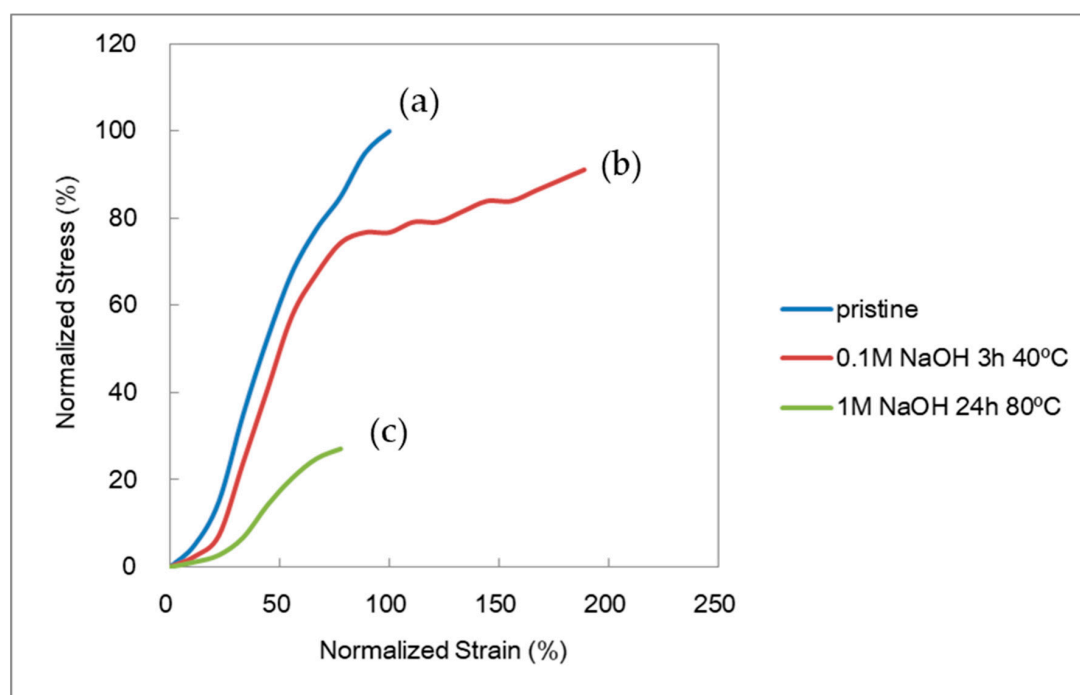 120
100
80
60
40
20
0
Normalized Stress (%)
(a)
(b)
(c)
0 50 100 150 200 250
Normalized Strain (%)
pristine
0.1M NaOH 3h 40ºC
1M NaOH 24h 80ºC